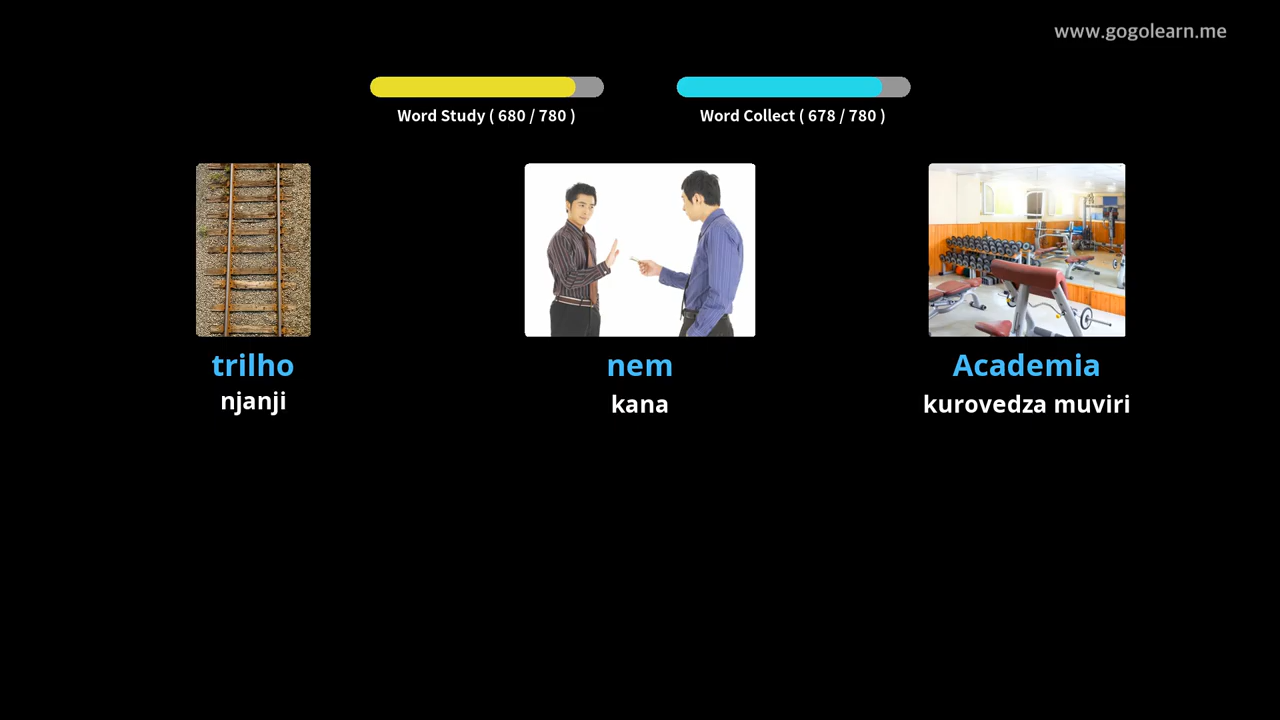 www.gogolearn.me
Word Study ( 680 / 780 )
Word Collect ( 678 / 780 )
trilho
njanji
nem
kana
Academia
kurovedza muviri